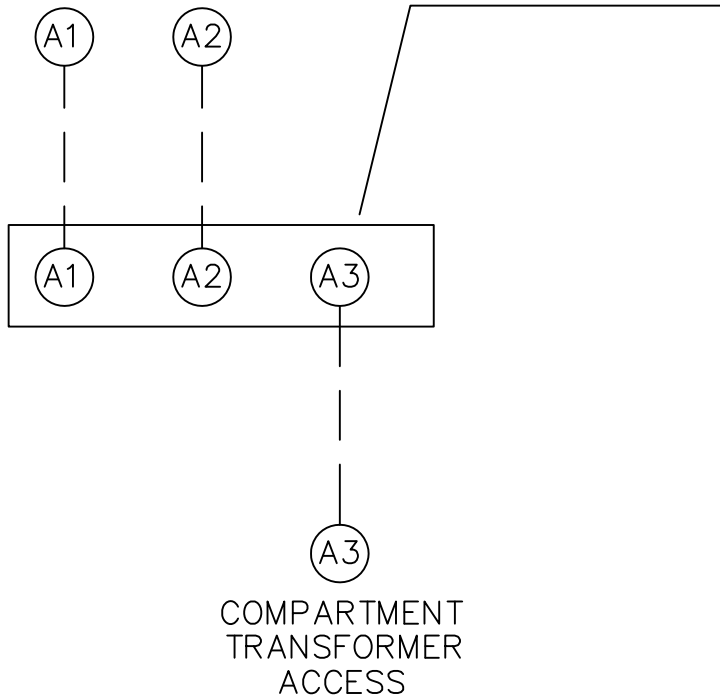 A1 A2
A1 A2 A3
A3
COMPARTMENT
TRANSFORMER
ACCESS